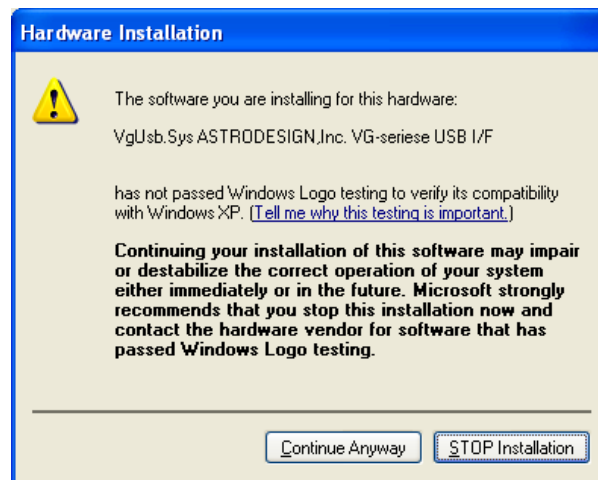 Hardware Installation
The software you are installing for this hardware:
VgUsb.Sys ASTRODESIGN,Inc. VG-seriese USB I/F
has not passed Windows Logo testing to verify its compatibility
with Windows XP. (Tell me why this testing is important.)
Continuing your installation of this software may impair
or destabilize the correct operation of your system
either immediately or in the future. Microsoft strongly
recommends that you stop this installation now and
contact the hardware vendor for software that has
passed Windows Logo testing.
Continue Anyway STOP Installation